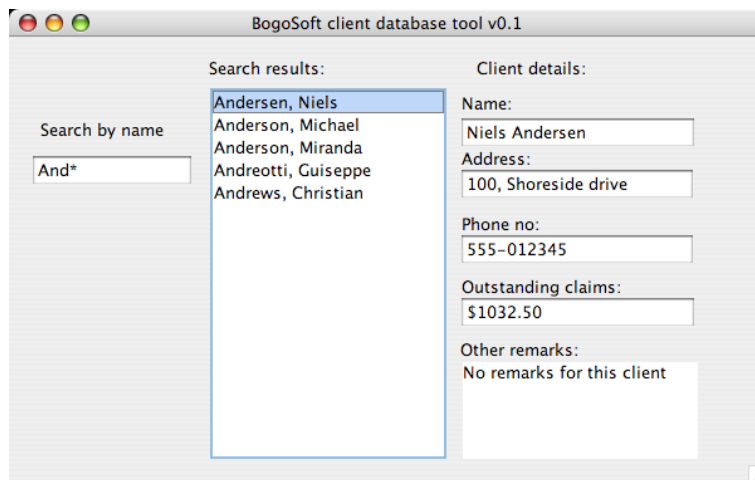 BogoSoft client database tool v0.1
Search by name
And*
Search results:
Andersen, Niels
Anderson, Michael
Anderson, Miranda
Andreotti, Guiseppe
Andrews, Christian
Client details:
Name:
Niels Andersen
Address:
100, Shoreside drive
Phone no:
555-012345
Outstanding claims:
$1032.50
Other remarks:
No remarks for this client